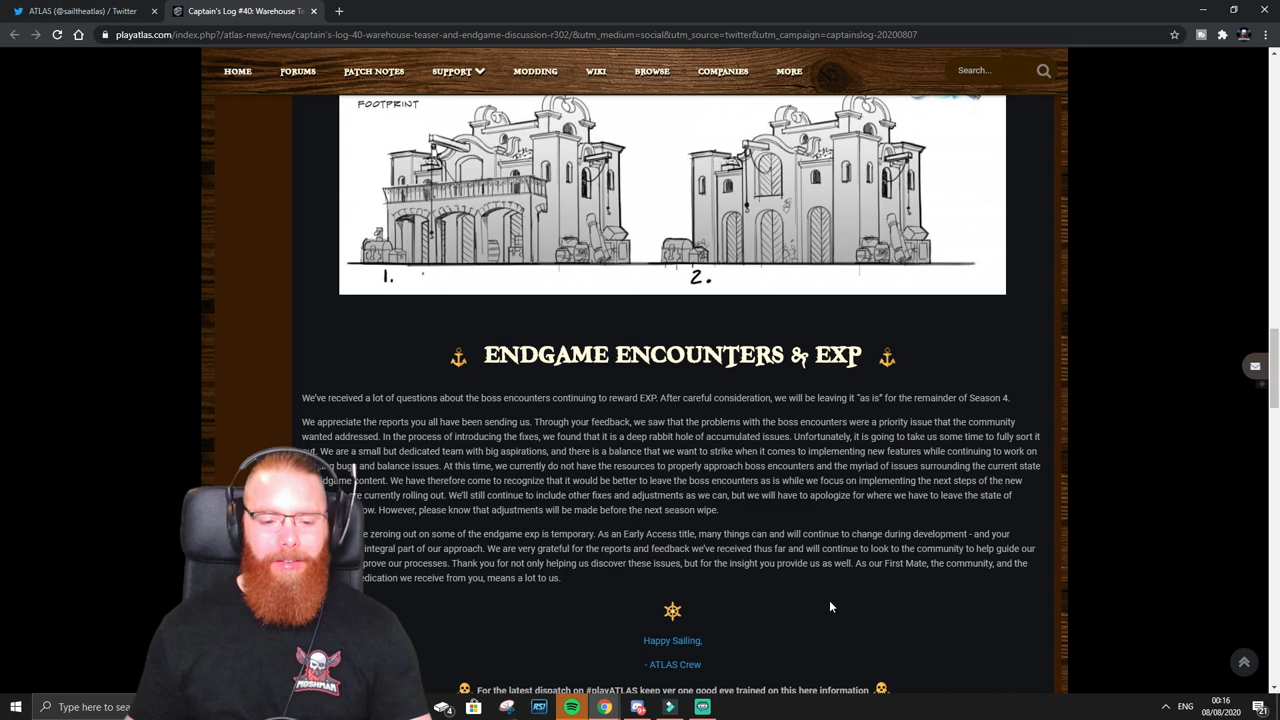 ATLAS (@sailtheatlas) / Twitter
Captain's Log #40: Warehouse Te
playatlas.com/index.php?/atlas-news/news/captain's-log-40-warehouse-teaser-and-endgame-discussion-r302/&utm_medium=social&utm_source=twitter&utm_campaign=captainslog-20200807
HOME FORUMS PATCH NOTES SUPPORT MODDING WIKI BROWSE COMPANIES MORE Search...
FOOTPRINT
1. 2.
ENDGAME ENCOUNTERS & EXP
We've received a lot of questions about the boss encounters continuing to reward EXP. After careful consideration, we will be leaving it "as is" for the remainder of Season 4.
We appreciate the reports you all have been sending us. Through your feedback, we saw that the problems with the boss encounters were a priority issue that the community
wanted addressed. In the process of introducing the fixes, we found that it is a deep rabbit hole of accumulated issues. Unfortunately, it is going to take us some time to fully sort it
out. We are a small but dedicated team with big aspirations, and there is a balance that we want to strike when it comes to implementing new features while continuing to work on
bugs and balance issues. At this time, we currently do not have the resources to properly approach boss encounters and the myriad of issues surrounding the current state
content. We have therefore come to recognize that it would be better to leave the boss encounters as is while we focus on implementing the next steps of the new
currently rolling out. We'll still continue to include other fixes and adjustments as we can, but we will have to apologize for where we have to leave the state of
However, please know that adjustments will be made before the next season wipe.
zeroing out on some of the endgame exp is temporary. As an Early Access title, many things can and will continue to change during development - and your
integral part of our approach. We are very grateful for the reports and feedback we've received thus far and will continue to look to the community to help guide our
prove our processes. Thank you for not only helping us discover these issues, but for the insight you provide us as well. As our First Mate, the community, and the
dedication we receive from you, means a lot to us.
Happy Sailing,
- ATLAS Crew
For the latest dispatch on #playATLAS keep yer one good eye trained on this here information
MOSHMAN
Type here to sea
RSI
ENG
00:16
08/08/2020